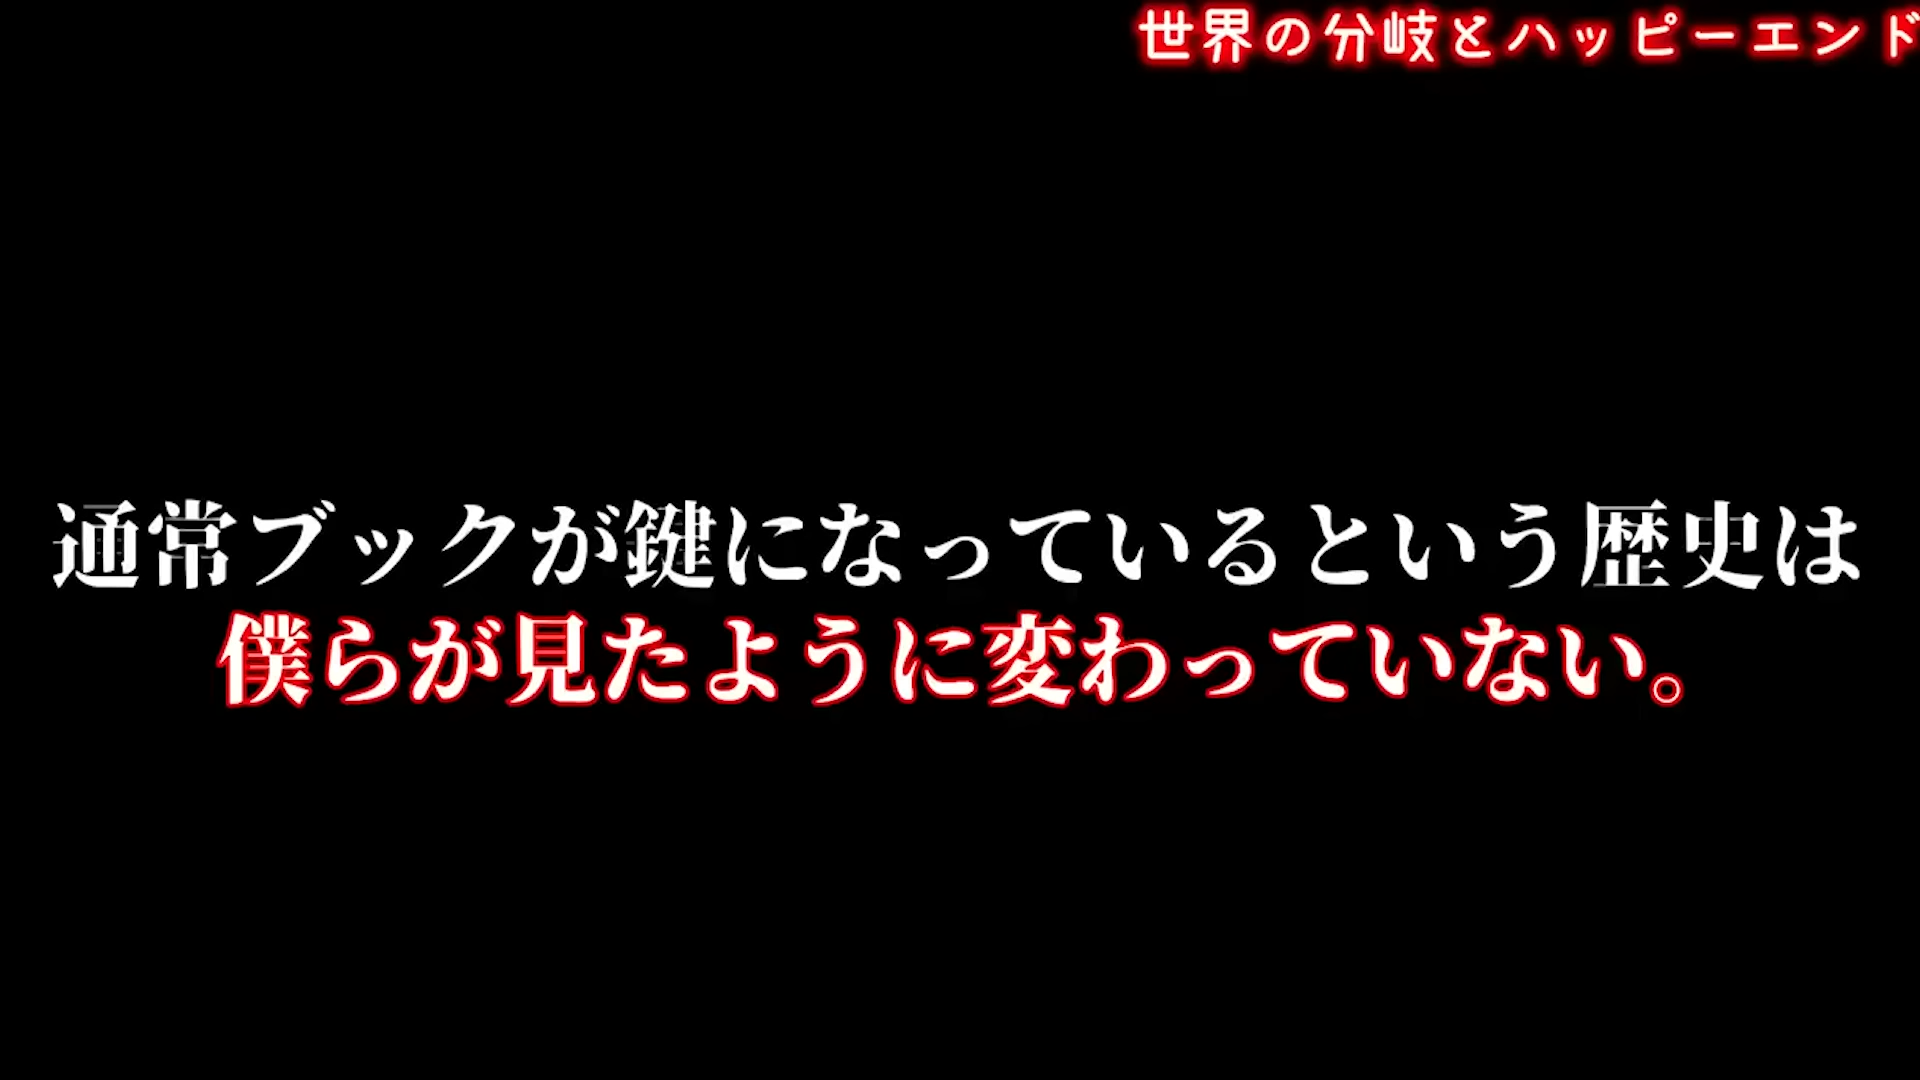 世界の分岐とハッピーエンド
通常ブックが鍵になっているという歴史は
僕らが見たように変わっていない。